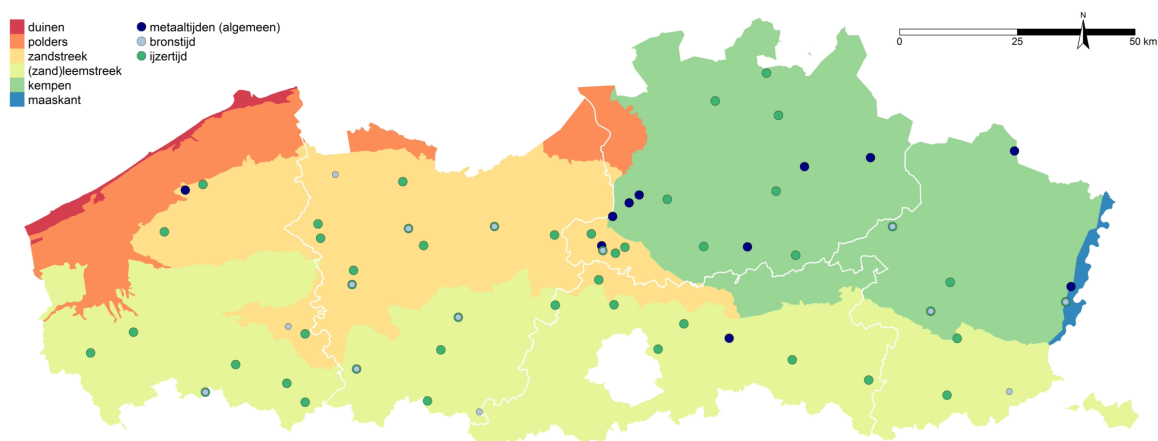 duinen
polders
zandstreek
(zand)leemstreek
kempen
maaskant
metaaltijden (algemeen)
bronstijd
ijzertijd
N
0 25 50 km